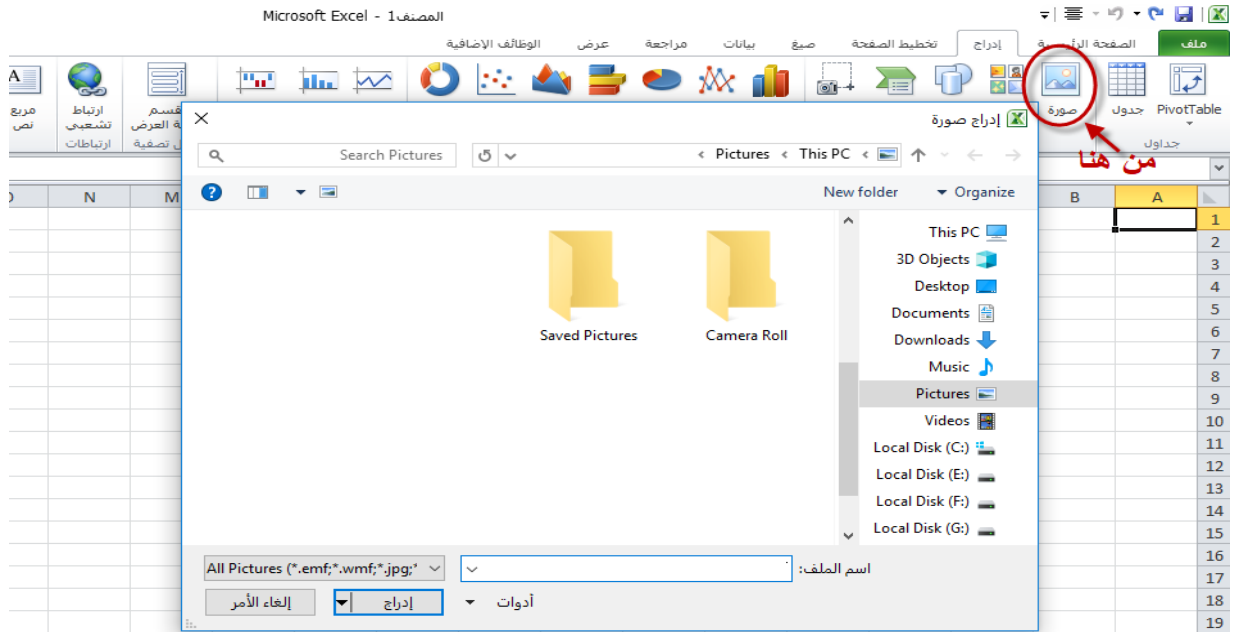 المصنف1 - Microsoft Excel
ملف الصفحة الرئيسية إدراج تخطيط الصفحة صيغ بيانات مراجعة عرض الوظائف الإضافية
PivotTable جدول صورة
قسم ارتباط مربع
العرض تشعبي نص
جداول تصفية ارتباطات
من هنا
إدراج صورة
This PC › Pictures ›
Search Pictures
Organize New folder
A B M N
This PC
3D Objects
Desktop
Documents
Downloads
Music
Pictures
Videos
Local Disk (C:)
Local Disk (E:)
Local Disk (F:)
Local Disk (G:)
Camera Roll
Saved Pictures
اسم الملف:
All Pictures (*.emf;*.wmf;*.jpg;*
أدوات إدراج إلغاء الأمر
1
2
3
4
5
6
7
8
9
10
11
12
13
14
15
16
17
18
19